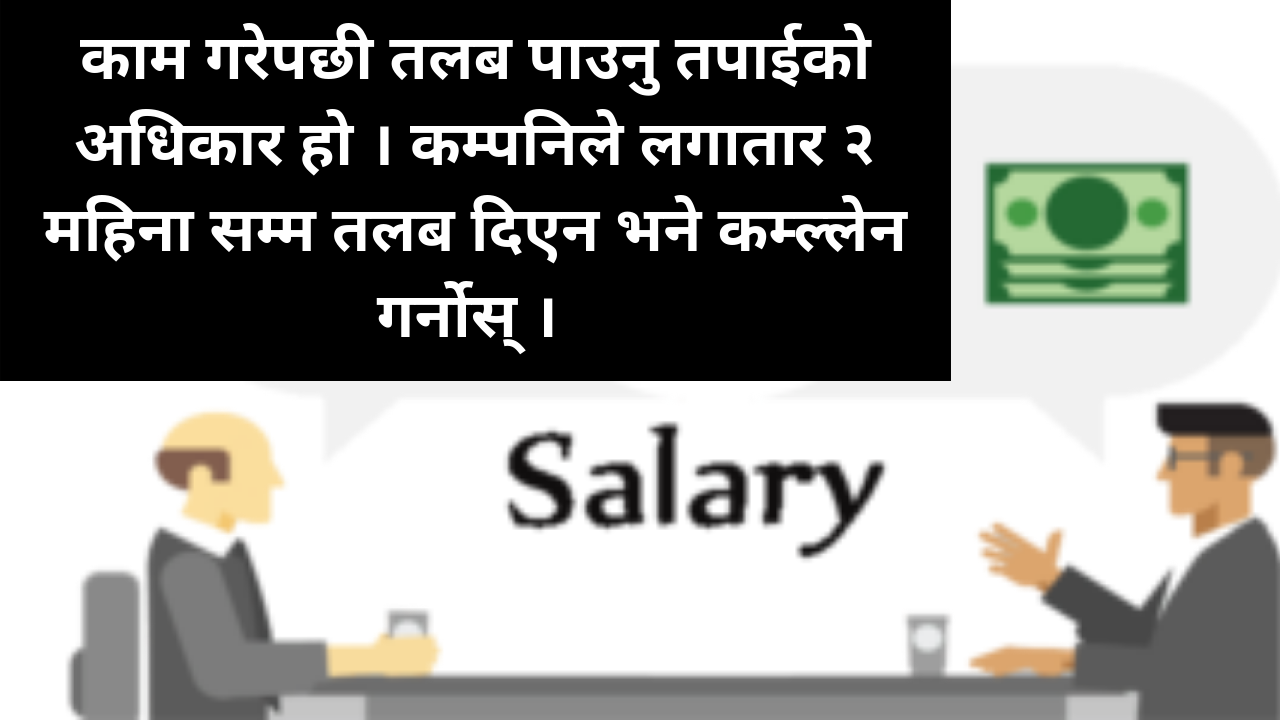 काम गरेपछी तलब पाउनु तपाईको
अधिकार हो । कम्पनिले लगातार २
महिना सम्म तलब दिएन भने कम्ल्लेन
गर्नोस् ।
Salary